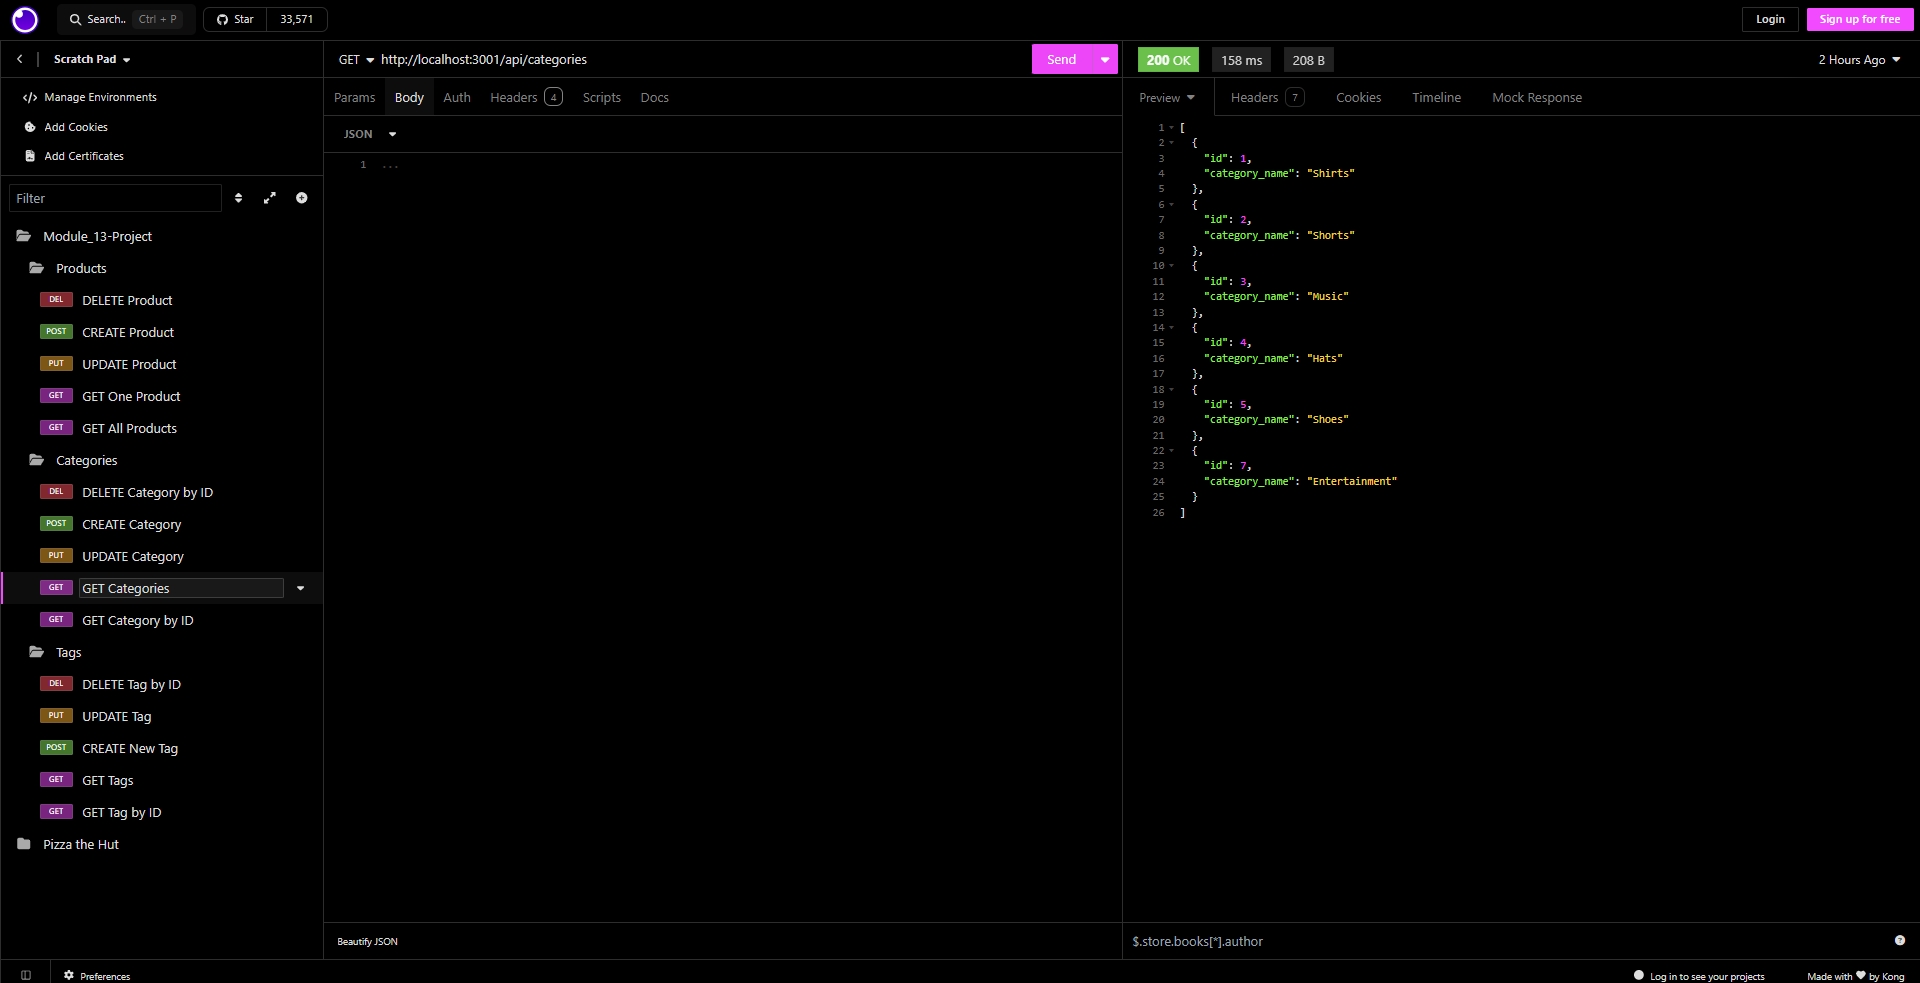 Search.. Ctrl + P Star 33,571 Login Sign up for free
Scratch Pad
Manage Environments
Add Cookies
Add Certificates
Filter
Module_13-Project
Products
DEL DELETE Product
POST CREATE Product
PUT UPDATE Product
GET GET One Product
GET GET All Products
Categories
DEL DELETE Category by ID
POST CREATE Category
PUT UPDATE Category
GET GET Categories
GET GET Category by ID
Tags
DEL DELETE Tag by ID
PUT UPDATE Tag
POST CREATE New Tag
GET GET Tags
GET GET Tag by ID
Pizza the Hut
GET http://localhost:3001/api/categories Send
Params Body Auth Headers 4 Scripts Docs
JSON
1 ...
Beautify JSON
200 OK 158 ms 208 B 2 Hours Ago
Preview Headers 7 Cookies Timeline Mock Response
1 [
2 {
3 "id": 1,
4 "category_name": "Shirts"
5 },
6 {
7 "id": 2,
8 "category_name": "Shorts"
9 },
10 {
11 "id": 3,
12 "category_name": "Music"
13 },
14 {
15 "id": 4,
16 "category_name": "Hats"
17 },
18 {
19 "id": 5,
20 "category_name": "Shoes"
21 },
22 {
23 "id": 7,
24 "category_name": "Entertainment"
25 }
26 ]
$.store.books[*].author
Preferences Log in to see your projects Made with ♥ by Kong